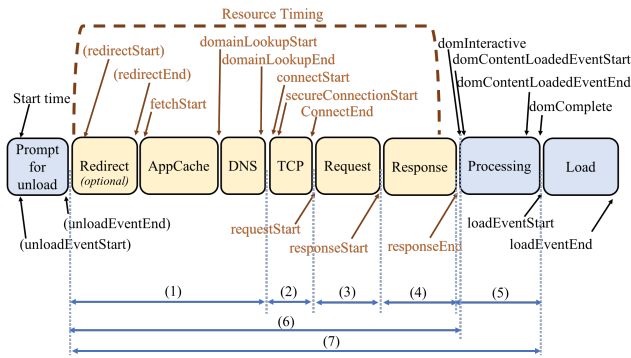 Resource Timing
(redirectStart)
(redirectEnd)
fetchStart
domainLookupStart
domainLookupEnd
connectStart
secureConnectionStart
ConnectEnd
domInteractive
domContentLoadedEventStart
domContentLoadedEventEnd
domComplete
Start time
Prompt
for
unload
Redirect
(optional)
AppCache
DNS
TCP
Request
Response
Processing
Load
(unloadEventEnd)
(unloadEventStart)
requestStart
responseStart
responseEnd
loadEventStart
loadEventEnd
(1)
(2)
(3)
(4)
(5)
(6)
(7)